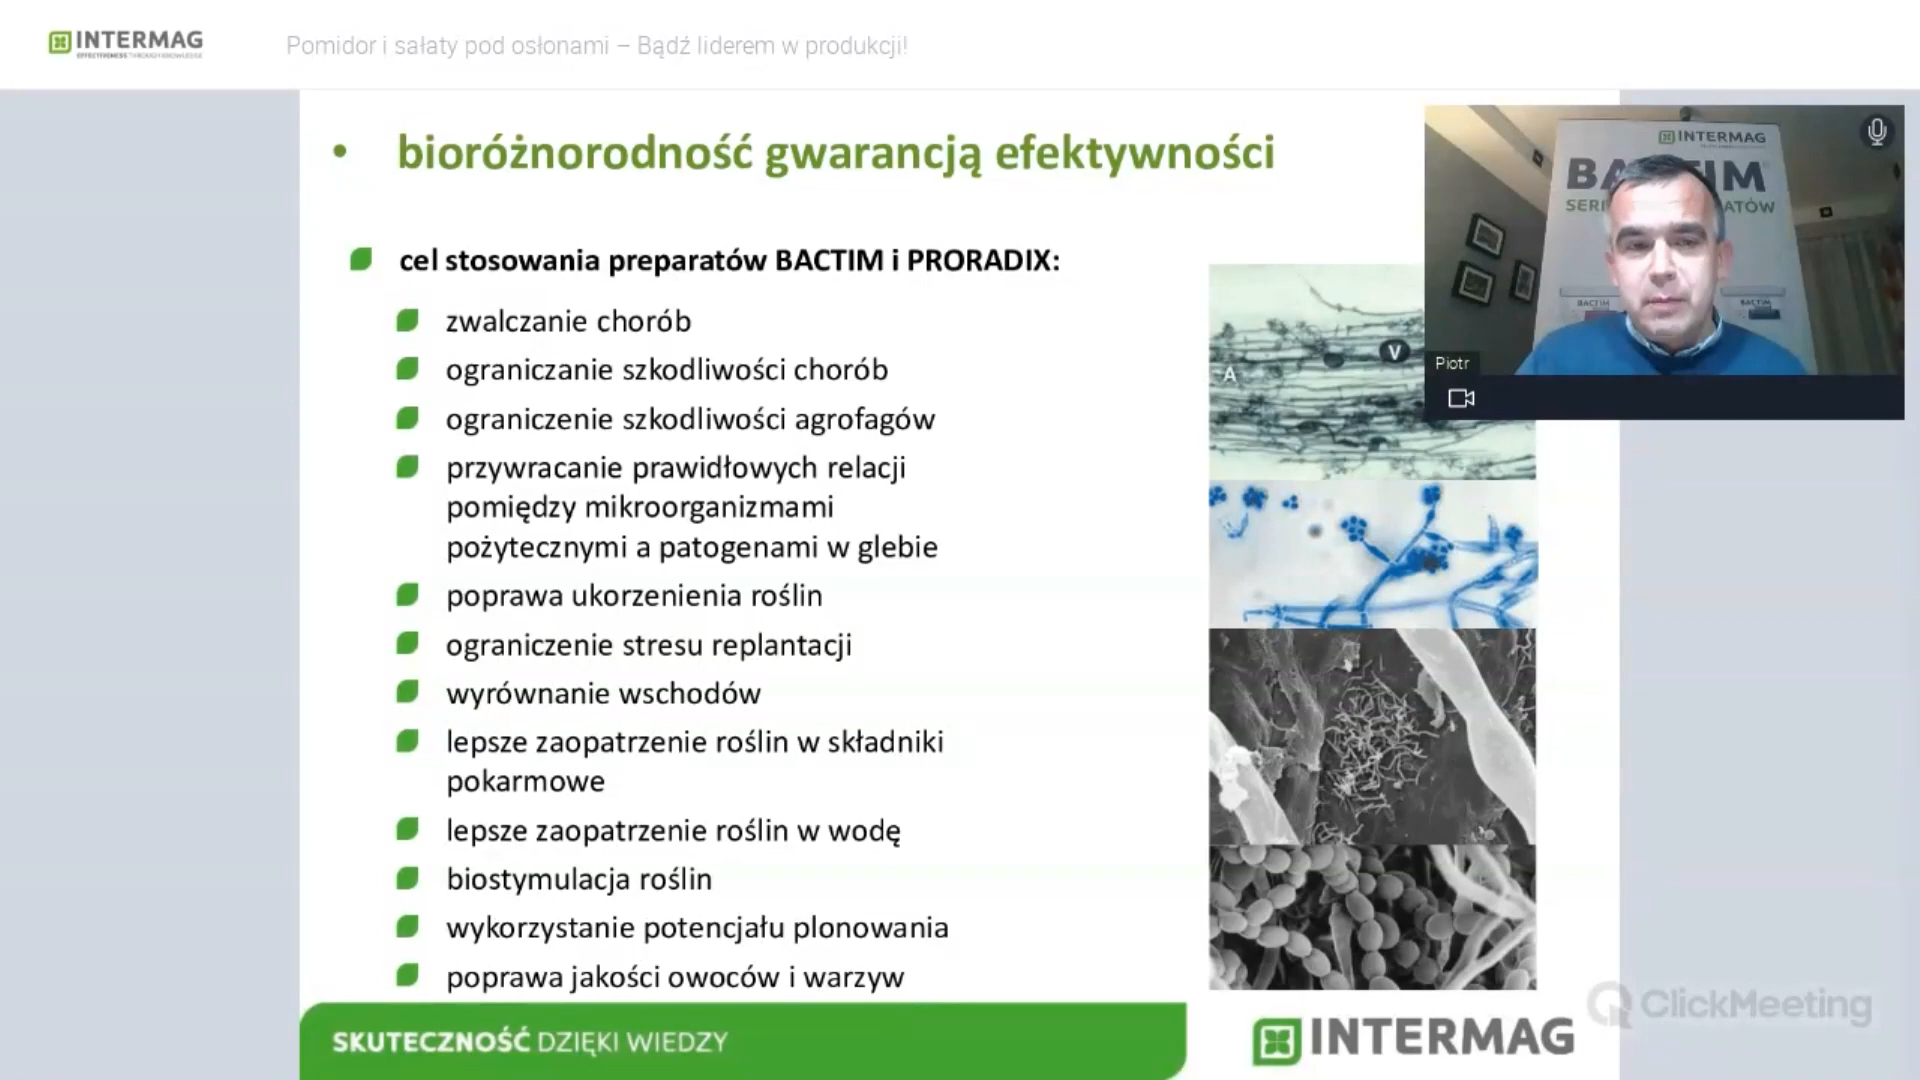 INTERMAG
EFFECTIVENESS THROUGH KNOWLEDGE
Pomidor i sałaty pod osłonami – Bądź liderem w produkcji!
• bioróżnorodność gwarancją efektywności
cel stosowania preparatów BACTIM i PRORADIX:
zwalczanie chorób
ograniczanie szkodliwości chorób
ograniczenie szkodliwości agrofagów
przywracanie prawidłowych relacji
pomiędzy mikroorganizmami
pożytecznymi a patogenami w glebie
poprawa ukorzenienia roślin
ograniczenie stresu replantacji
wyrównanie wschodów
lepsze zaopatrzenie roślin w składniki
pokarmowe
lepsze zaopatrzenie roślin w wodę
biostymulacja roślin
wykorzystanie potencjału plonowania
poprawa jakości owoców i warzyw
A
V
INTERMAG
BACTIM
BACTIM
Piotr
SKUTECZNOŚĆ DZIĘKI WIEDZY
INTERMAG
ClickMeeting